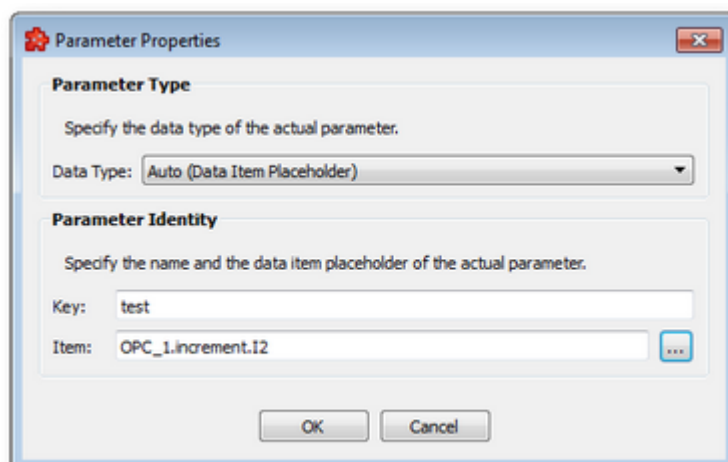 Parameter Properties
Parameter Type
Specify the data type of the actual parameter.
Data Type: Auto (Data Item Placeholder)
Parameter Identity
Specify the name and the data item placeholder of the actual parameter.
Key: test
Item: OPC_1.increment.I2 ...
OK Cancel